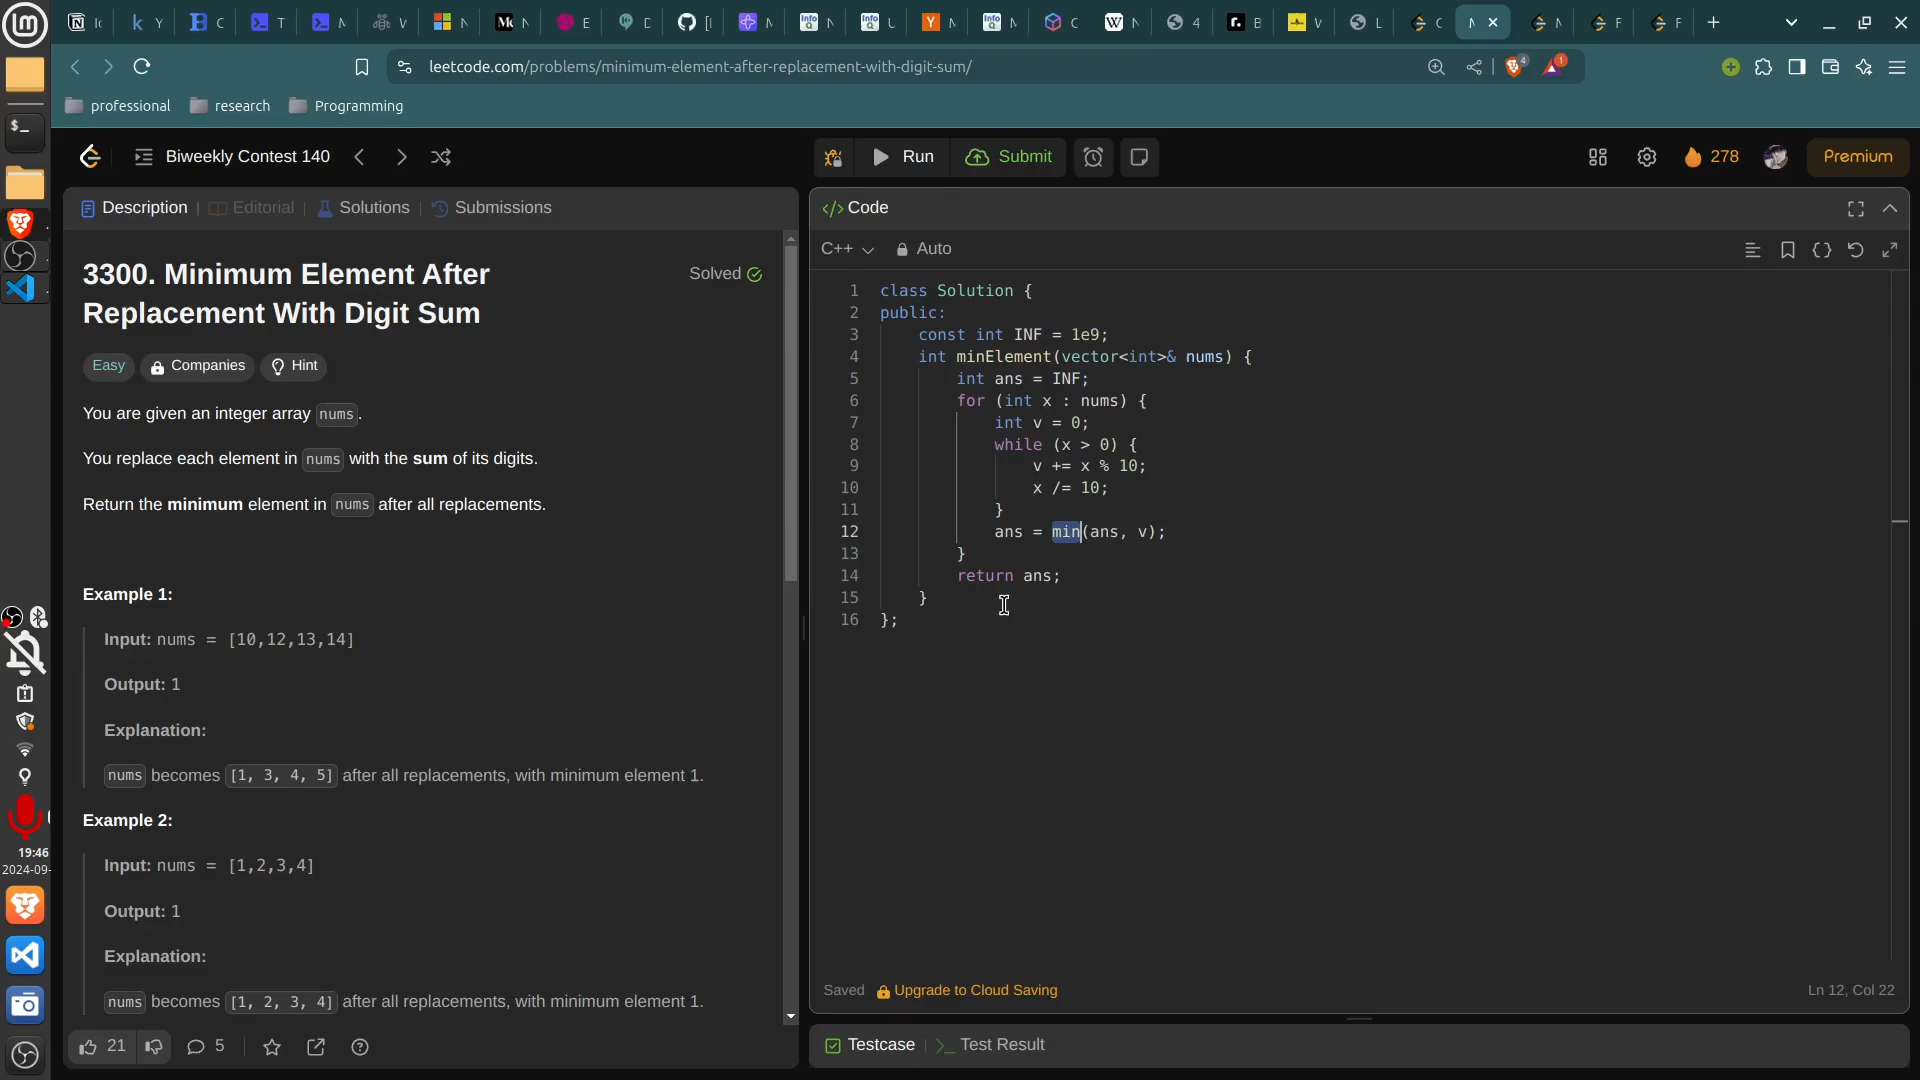 leetcode.com/problems/minimum-element-after-replacement-with-digit-sum/
4
1
professional
research
Programming
Biweekly Contest 140
Run
Submit
278
Premium
Description
Editorial
Solutions
Submissions
3300. Minimum Element After
Replacement With Digit Sum
Solved
Easy
Companies
Hint
You are given an integer array nums.
You replace each element in nums with the sum of its digits.
Return the minimum element in nums after all replacements.
Example 1:
Input: nums = [10,12,13,14]
Output: 1
Explanation:
nums becomes [1, 3, 4, 5] after all replacements, with minimum element 1.
Example 2:
Input: nums = [1,2,3,4]
Output: 1
Explanation:
nums becomes [1, 2, 3, 4] after all replacements, with minimum element 1.
21
5
</> Code
C++
Auto
1 class Solution {
2 public:
3 const int INF = 1e9;
4 int minElement(vector<int>& nums) {
5 int ans = INF;
6 for (int x : nums) {
7 int v = 0;
8 while (x > 0) {
9 v += x % 10;
10 x /= 10;
11 }
12 ans = min(ans, v);
13 }
14 return ans;
15 }
16 };
Saved
Upgrade to Cloud Saving
Ln 12, Col 22
Testcase
Test Result
19:46
2024-09-